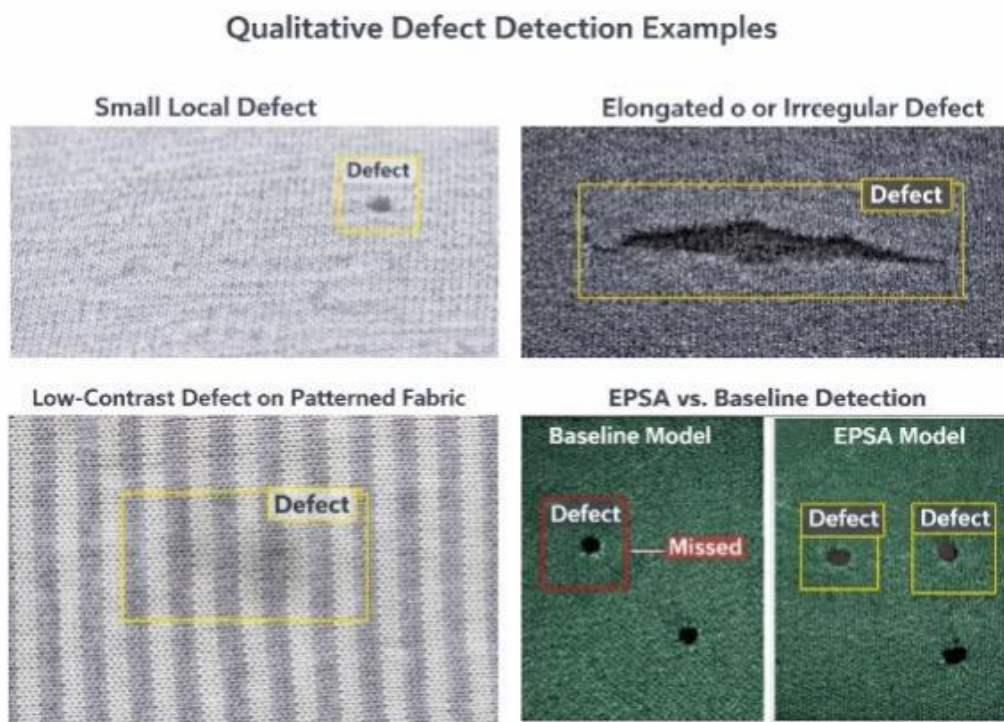 Qualitative Defect Detection Examples
Small Local Defect
Defect
Elongated o or Irrcegular Defect
Defect
Low-Contrast Defect on Patterned Fabric
Defect
EPSA vs. Baseline Detection
Baseline Model
Defect
Missed
EPSA Model
Defect
Defect